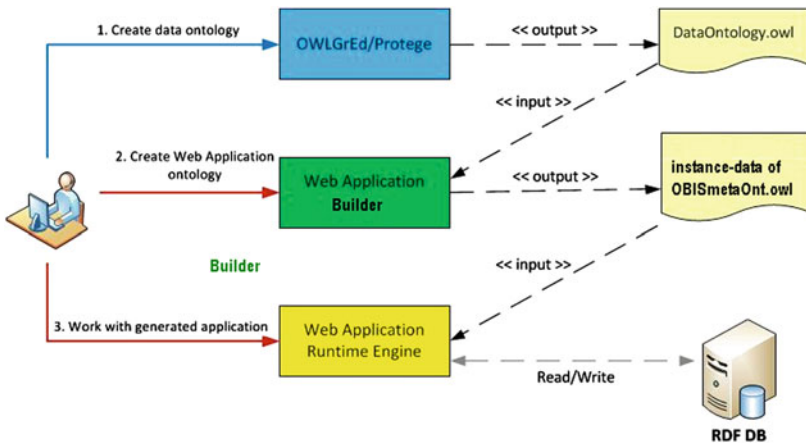 1. Create data ontology
OWLGrEd/Protege
<< output >>
DataOntology.owl
<< input >>
2. Create Web Application
ontology
Web Application
Builder
<< output >>
instance-data of
OBISmetaOnt.owl
Builder
<< input >>
3. Work with generated application
Web Application
Runtime Engine
Read/Write
RDF DB